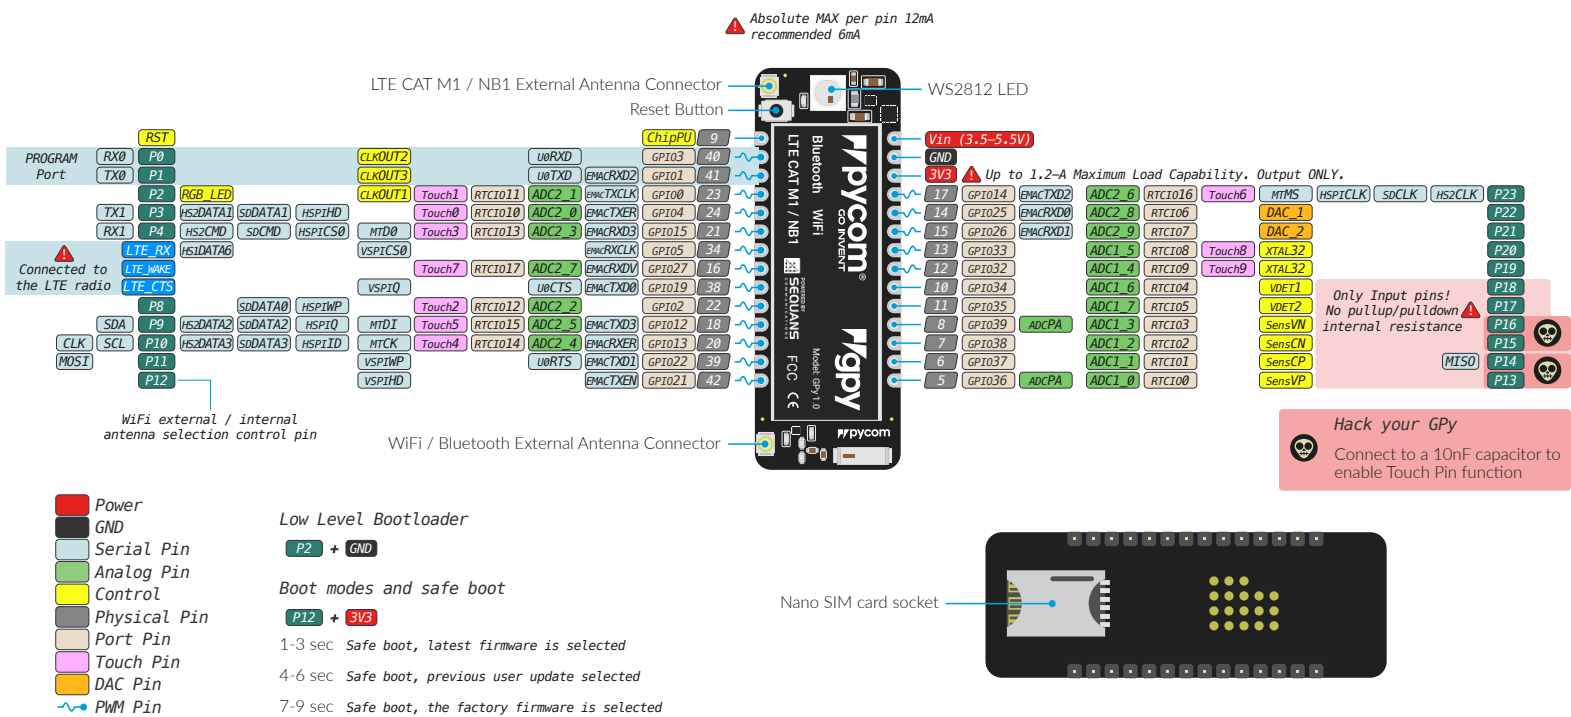 Absolute MAX per pin 12mA
recommended 6mA
LTE CAT M1 / NB1 External Antenna Connector
WS2812 LED
Reset Button
RST ChipPU 9 Vin (3.5–5.5V)
PROGRAM Port
RX0 P0 CLKOUT2 U0RXD GPIO3 40 GND
TX0 P1 CLKOUT3 U0TXD EMACRXD2 GPIO1 41 3V3 Up to 1.2–A Maximum Load Capability. Output ONLY.
P2 RGB_LED CLKOUT1 Touch1 RTCIO11 ADC2_1 EMACTXCLK GPIO0 23 17 GPIO14 EMACTXD2 ADC2_6 RTCIO16 Touch6 MTMS HSPICLK SDCLK HS2CLK P23
TX1 P3 HS2DATA1 SDDATA1 HSPIHD Touch0 RTCIO10 ADC2_0 EMACTXER GPIO4 24 14 GPIO25 EMACRXD0 ADC2_8 RTCIO6 DAC_1 P22
RX1 P4 HS2CMD SDCMD HSPICS0 MTDO Touch3 RTCIO13 ADC2_3 EMACRXD3 GPIO15 21 15 GPIO26 EMACRXD1 ADC2_9 RTCIO7 DAC_2 P21
LTE_RX HS1DATA6 VSPICS0 EMACRXCLK GPIO5 34 13 GPIO33 ADC1_5 RTCIO8 Touch8 XTAL32 P20
Connected to
the LTE radio
LTE_WAKE Touch7 RTCIO17 ADC2_7 EMACRXDV GPIO27 16 12 GPIO32 ADC1_4 RTCIO9 Touch9 XTAL32 P19
LTE_CTS VSPIQ U0CTS EMACTXD0 GPIO19 38 10 GPIO34 ADC1_6 RTCIO4 VDET1 P18
P8 SDDATA0 HSPIWP Touch2 RTCIO12 ADC2_2 GPIO2 22 11 GPIO35 ADC1_7 RTCIO5 VDET2 P17
SDA P9 HS2DATA2 SDDATA2 HSPIQ MTDI Touch5 RTCIO15 ADC2_5 EMACTXD3 GPIO12 18 8 GPIO39 ADCPA ADC1_3 RTCIO3 SensVN P16
CLK SCL P10 HS2DATA3 SDDATA3 HSPIID MTCK Touch4 RTCIO14 ADC2_4 EMACRXER GPIO13 20 7 GPIO38 ADC1_2 RTCIO2 SensCN P15
MOSI P11 VSPIWP U0RTS EMACTXD1 GPIO22 39 6 GPIO37 ADC1_1 RTCIO1 SensCP MISO P14
P12 VSPIHD EMACTXEN GPIO21 42 5 GPIO36 ADCPA ADC1_0 RTCIO0 SensVP P13
Only Input pins!
No pullup/pulldown
internal resistance
LTE CAT M1 / NB1
Bluetooth WiFi
pycom®
GO INVENT
POWERED BY
SEQUANS
COMMUNICATIONS
FCC CE
Model: GPy 1.0
gpy
pycom
WiFi external / internal
antenna selection control pin
WiFi / Bluetooth External Antenna Connector
Hack your GPy
Connect to a 10nF capacitor to
enable Touch Pin function
Power
GND
Serial Pin
Analog Pin
Control
Physical Pin
Port Pin
Touch Pin
DAC Pin
PWM Pin
Low Level Bootloader
P2 + GND
Boot modes and safe boot
P12 + 3V3
1-3 sec Safe boot, latest firmware is selected
4-6 sec Safe boot, previous user update selected
7-9 sec Safe boot, the factory firmware is selected
Nano SIM card socket